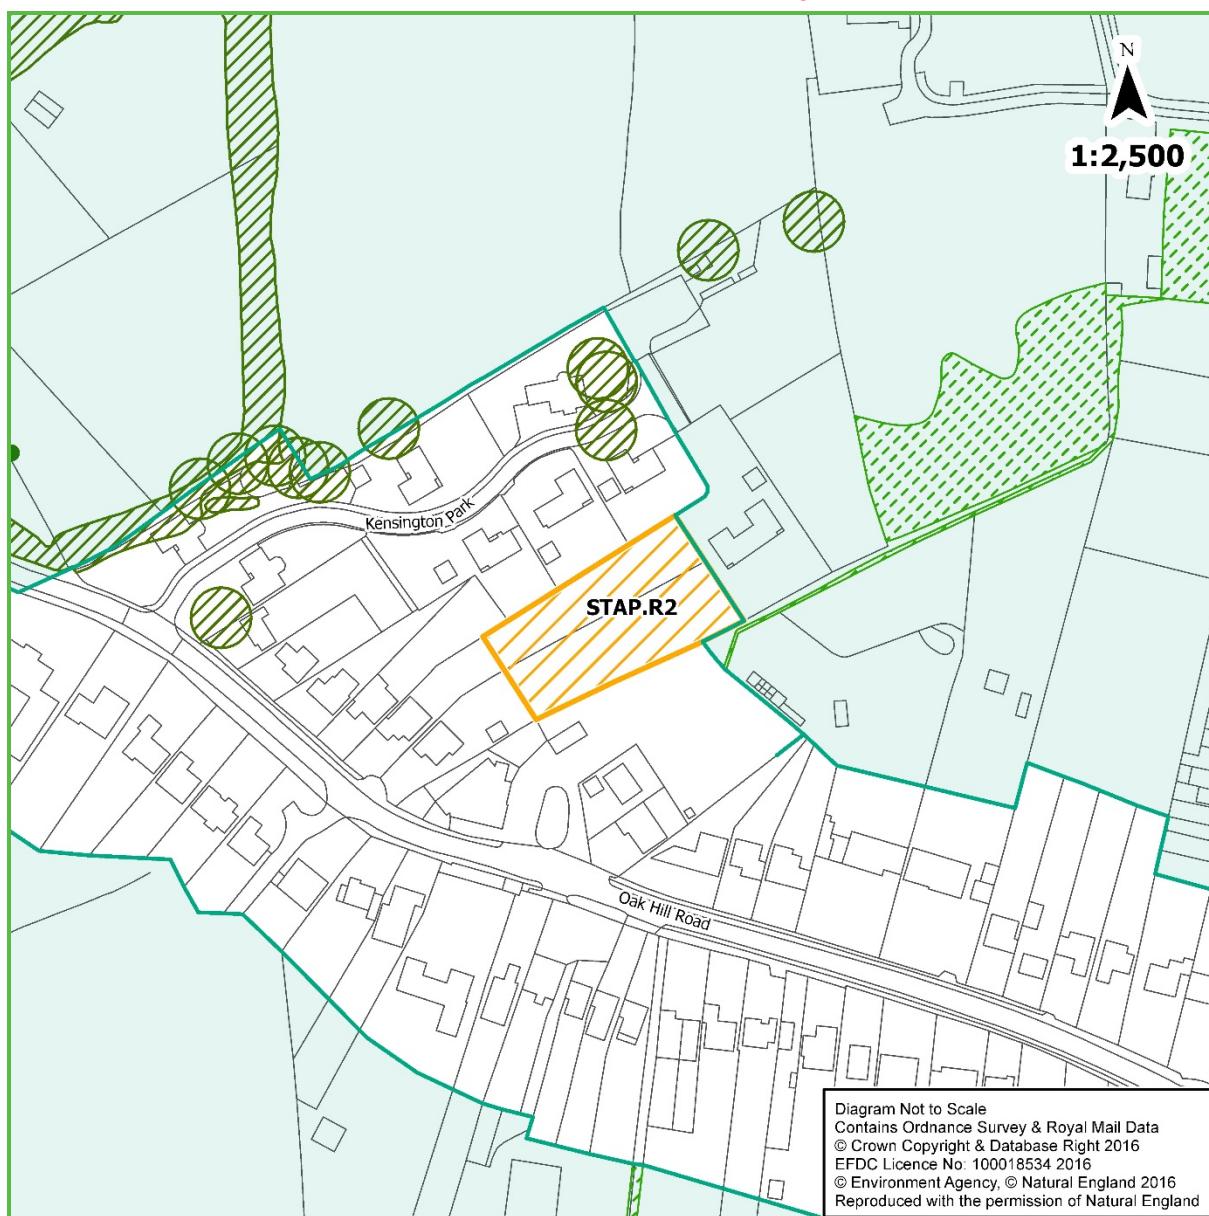 N
1:2,500
Kensington Park
STAP.R2
Oak Hill Road
Diagram Not to Scale
Contains Ordnance Survey & Royal Mail Data
© Crown Copyright & Database Right 2016
EFDC Licence No: 100018534 2016
© Environment Agency, © Natural England 2016
Reproduced with the permission of Natural England